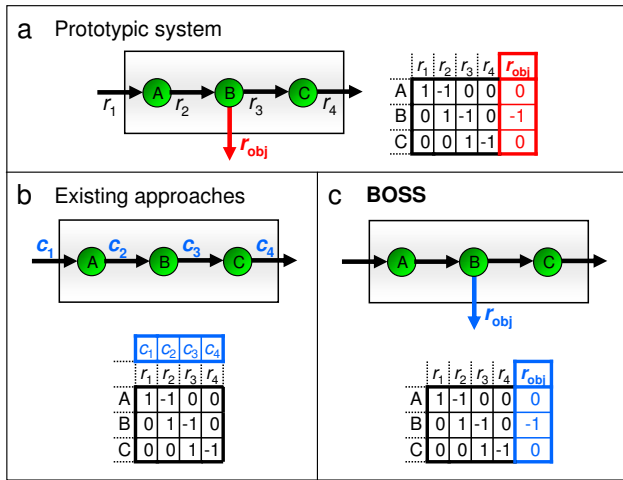 a Prototypic system
r1 A r2 B r3 C r4
robj
r1 r2 r3 r4 robj
A 1 -1 0 0 0
B 0 1 -1 0 -1
C 0 0 1 -1 0
b Existing approaches
c1 A c2 B c3 C c4
c1 c2 c3 c4
r1 r2 r3 r4
A 1 -1 0 0
B 0 1 -1 0
C 0 0 1 -1
c BOSS
A B C
robj
r1 r2 r3 r4 robj
A 1 -1 0 0 0
B 0 1 -1 0 -1
C 0 0 1 -1 0